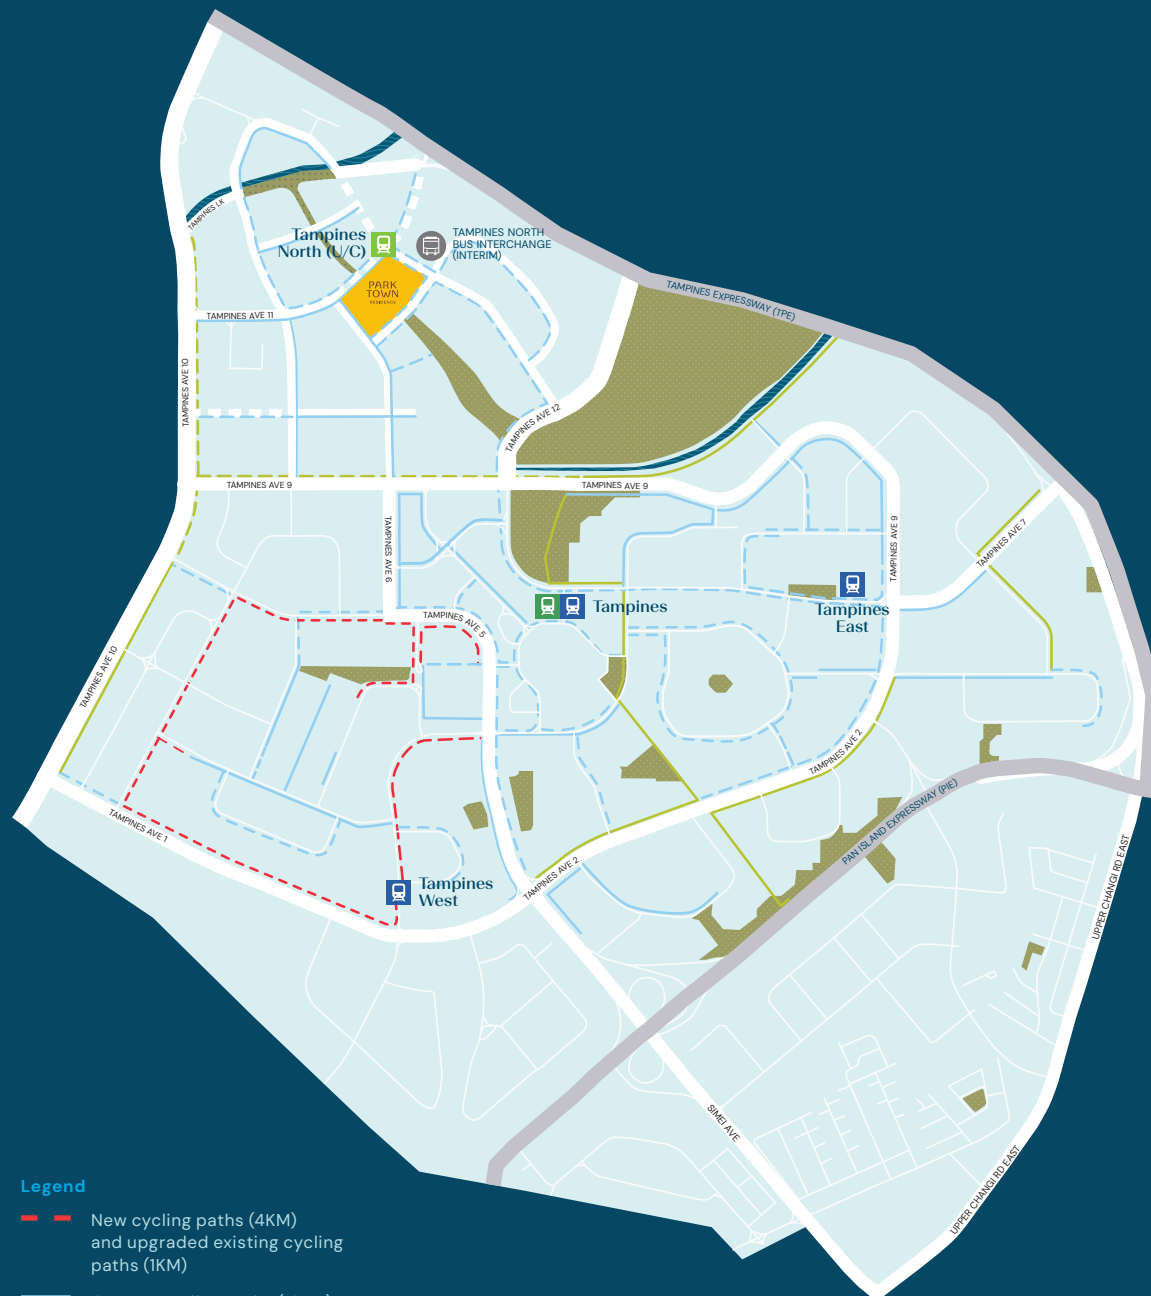 TAMPINES LK
Tampines
North (U/C)
TAMPINES NORTH
BUS INTERCHANGE
(INTERIM)
PARK
TOWN
RESIDENCE
TAMPINES EXPRESSWAY (TPE)
TAMPINES AVE 11
TAMPINES AVE 10
TAMPINES AVE 12
TAMPINES AVE 9
TAMPINES AVE 9
TAMPINES AVE 6
TAMPINES AVE 9
TAMPINES AVE 7
Tampines
Tampines
East
TAMPINES AVE 5
TAMPINES AVE 10
TAMPINES AVE 2
TAMPINES AVE 1
PAN ISLAND EXPRESSWAY (PIE)
TAMPINES AVE 2
Tampines
West
UPPER CHANGI RD EAST
SIMEI AVE
UPPER CHANGI RD EAST
Legend
New cycling paths (4KM)
and upgraded existing cycling
paths (1KM)